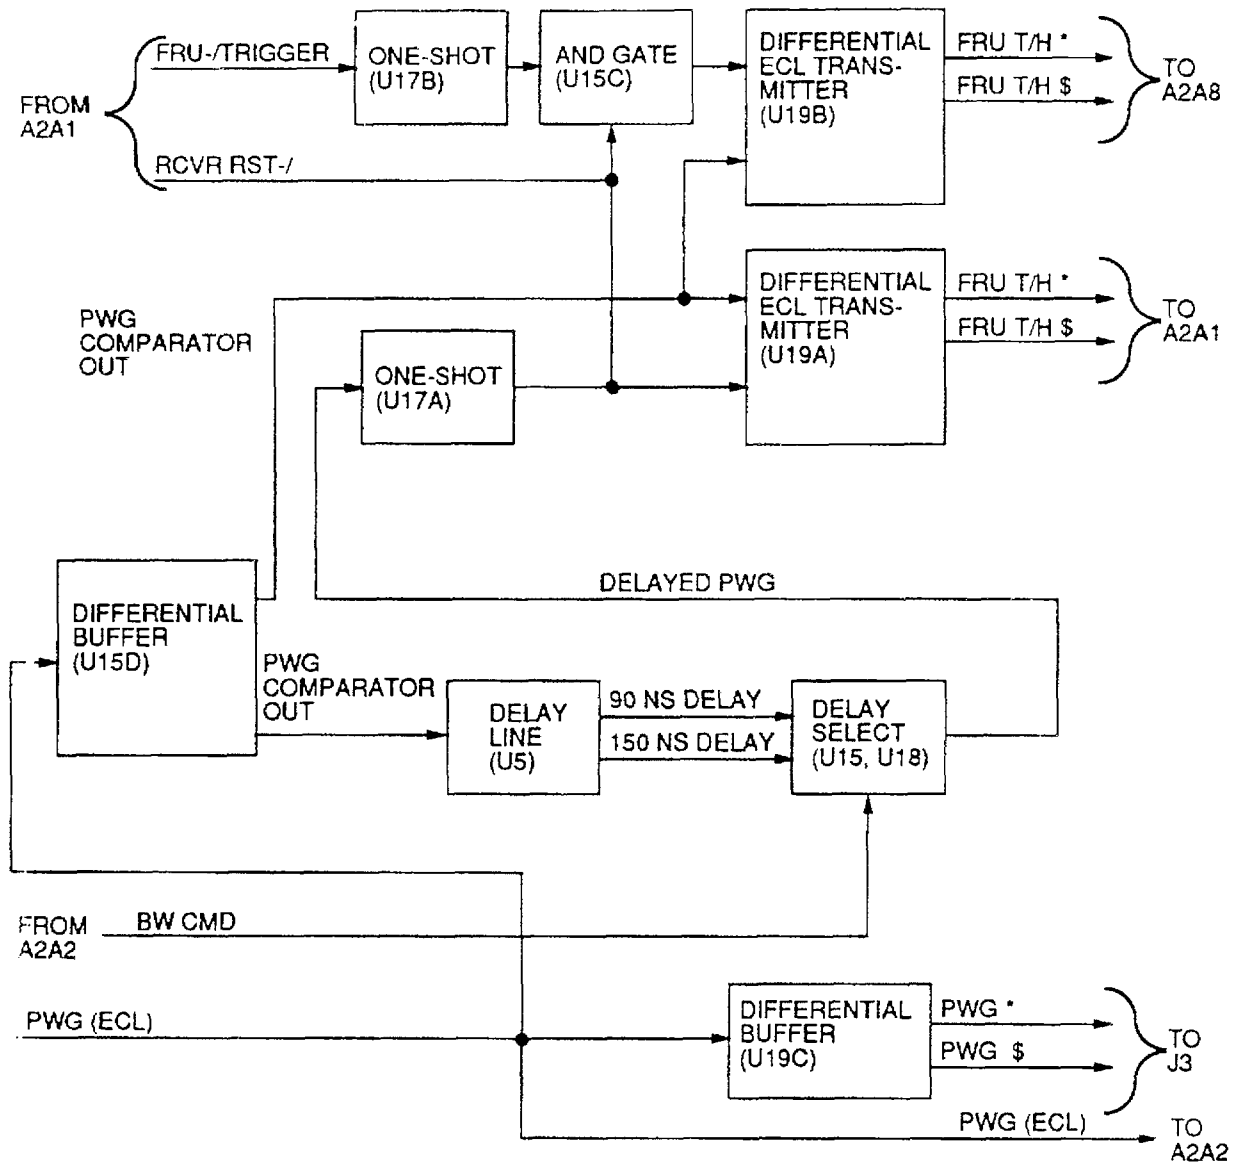 FROM
A2A1
FRU-/TRIGGER
RCVR RST-/
ONE-SHOT
(U17B)
AND GATE
(U15C)
DIFFERENTIAL
ECL TRANS-
MITTER
(U19B)
FRU T/H *
FRU T/H $
TO
A2A8
PWG
COMPARATOR
OUT
ONE-SHOT
(U17A)
DIFFERENTIAL
ECL TRANS-
MITTER
(U19A)
FRU T/H *
FRU T/H $
TO
A2A1
DELAYED PWG
DIFFERENTIAL
BUFFER
(U15D)
PWG
COMPARATOR
OUT
DELAY
LINE
(U5)
90 NS DELAY
150 NS DELAY
DELAY
SELECT
(U15, U18)
FROM
A2A2
BW CMD
PWG (ECL)
DIFFERENTIAL
BUFFER
(U19C)
PWG *
PWG $
TO
J3
PWG (ECL)
TO
A2A2